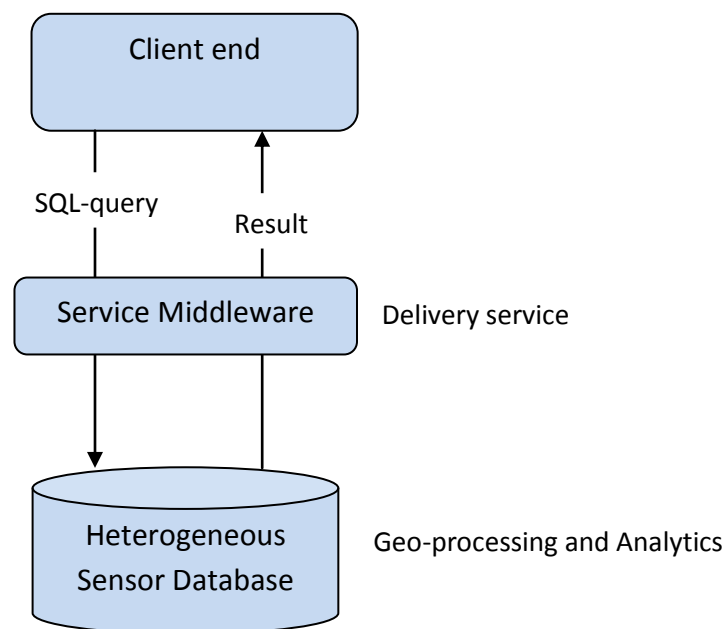 Client end
SQL-query
Result
Service Middleware
Delivery service
Heterogeneous
Sensor Database
Geo-processing and Analytics